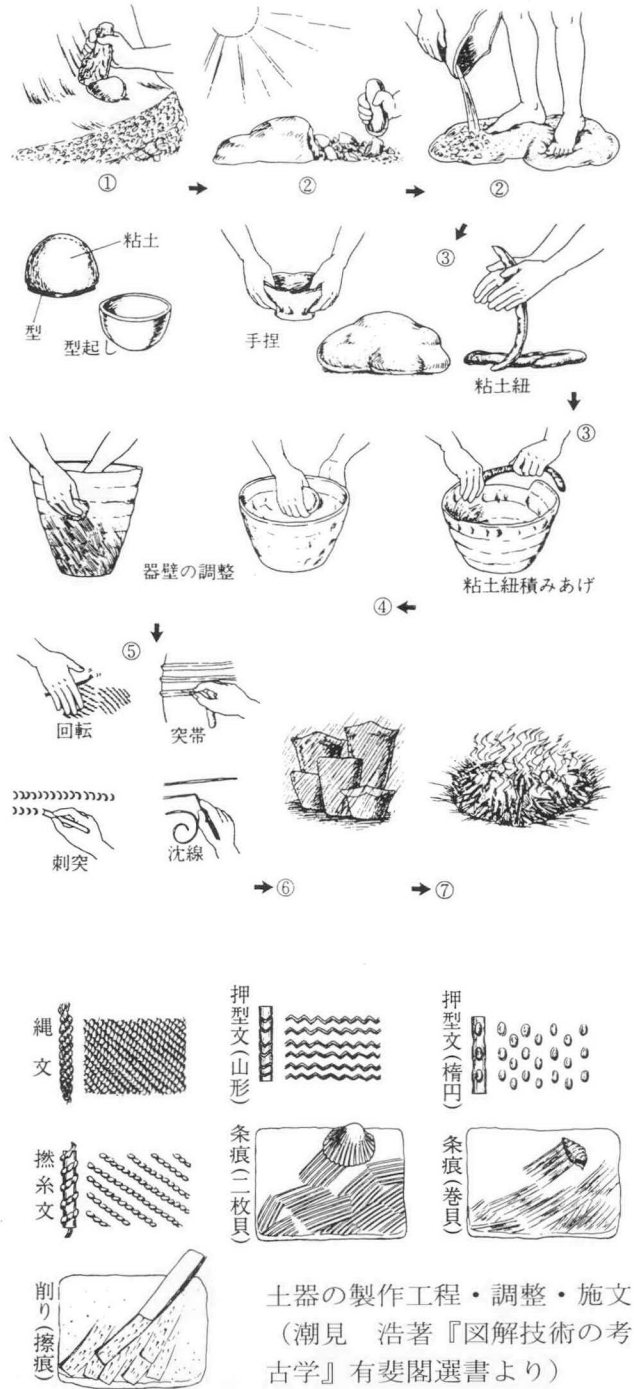 ①
②
②
粘土
型
型起し
手捏
③
粘土紐
③
粘土紐積みあげ
器壁の調整
④
⑤
回転
突帯
刺突
沈線
⑥
⑦
縄文
押型文(山形)
押型文(楕円)
撚糸文
条痕(二枚貝)
条痕(巻貝)
削り(擦痕)
土器の製作工程・調整・施文
(潮見 浩著『図解技術の考
古学』有斐閣選書より)